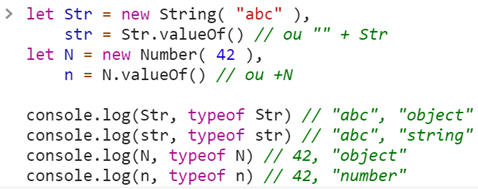 > let Str = new String( "abc" ),
str = Str.valueOf() // ou "" + Str
let N = new Number( 42 ),
n = N.valueOf() // ou +N
console.log(Str, typeof Str) // "abc", "object"
console.log(str, typeof str) // "abc", "string"
console.log(N, typeof N) // 42, "object"
console.log(n, typeof n) // 42, "number"